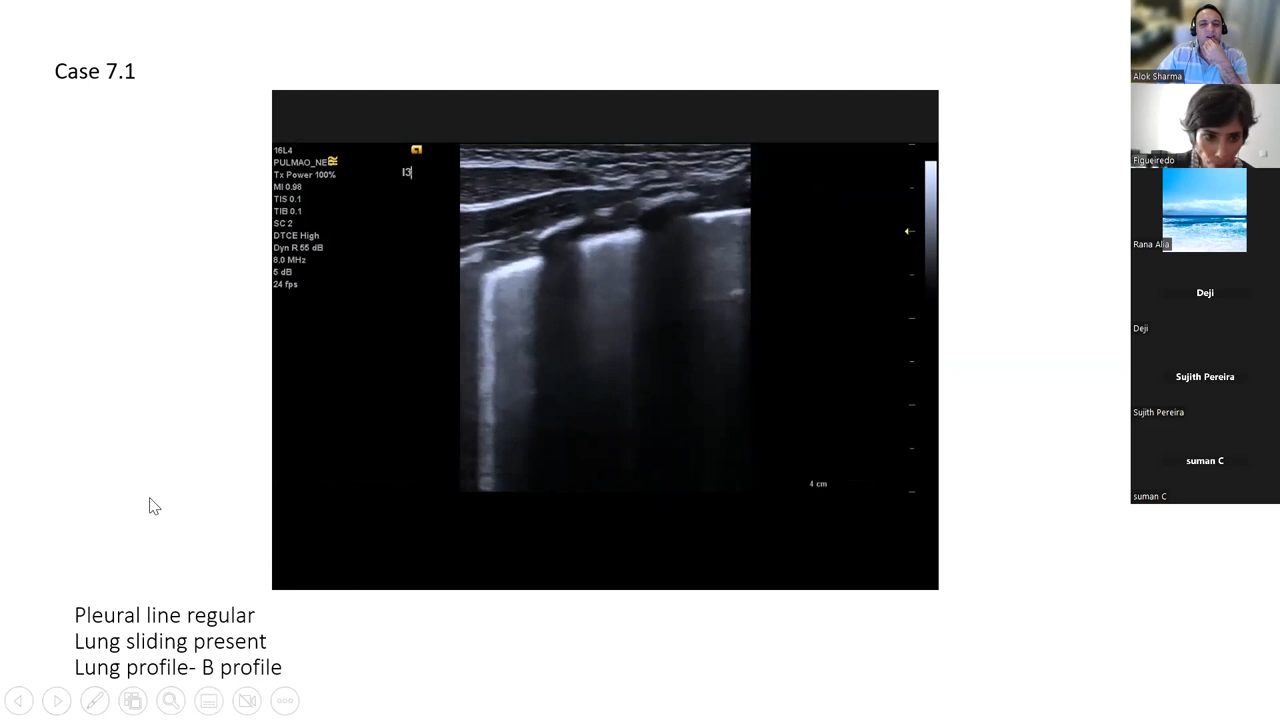 Case 7.1
16L4
PULMAO_NE
Tx Power 100%
MI 0.98
TIS 0.1
TIB 0.1
SC 2
DTCE High
Dyn R 55 dB
8.0 MHz
5 dB
24 fps
4 cm
Pleural line regular
Lung sliding present
Lung profile- B profile
Alok Sharma
Figueiredo
Rana Alia
Deji
Deji
Sujith Pereira
Sujith Pereira
suman C
suman C